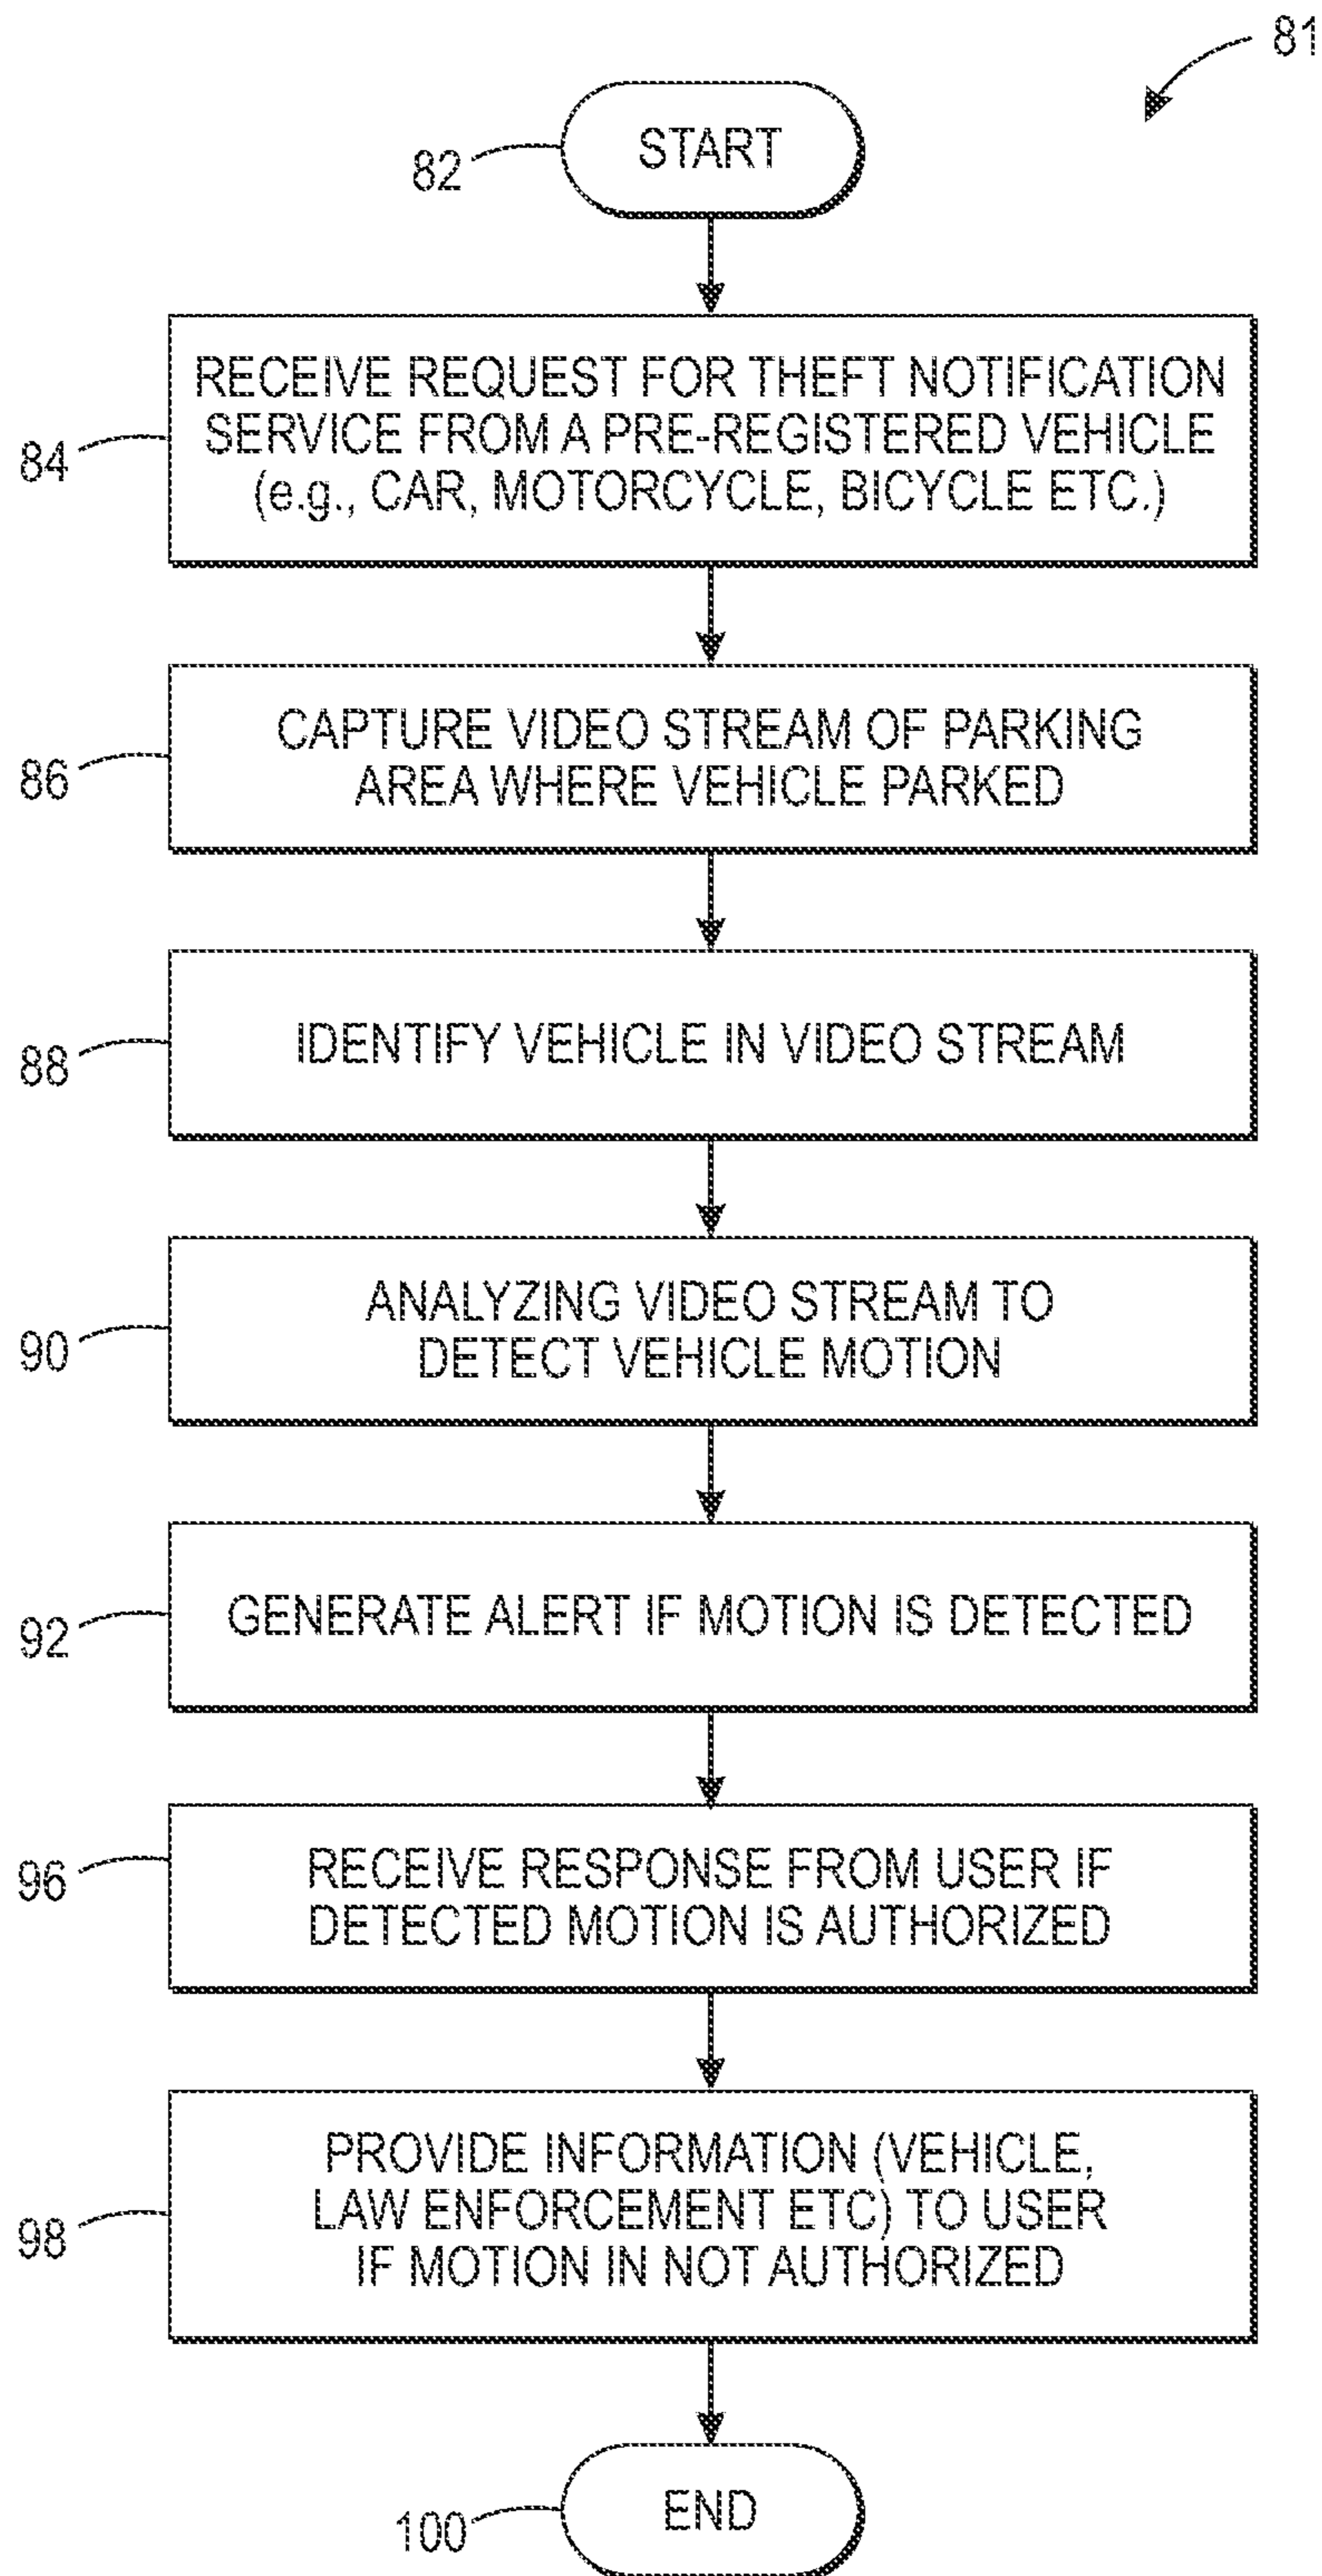 81
82
START
84
RECEIVE REQUEST FOR THEFT NOTIFICATION
SERVICE FROM A PRE-REGISTERED VEHICLE
(e.g., CAR, MOTORCYCLE, BICYCLE ETC.)
86
CAPTURE VIDEO STREAM OF PARKING
AREA WHERE VEHICLE PARKED
88
IDENTIFY VEHICLE IN VIDEO STREAM
90
ANALYZING VIDEO STREAM TO
DETECT VEHICLE MOTION
92
GENERATE ALERT IF MOTION IS DETECTED
96
RECEIVE RESPONSE FROM USER IF
DETECTED MOTION IS AUTHORIZED
98
PROVIDE INFORMATION (VEHICLE,
LAW ENFORCEMENT ETC) TO USER
IF MOTION IN NOT AUTHORIZED
100
END